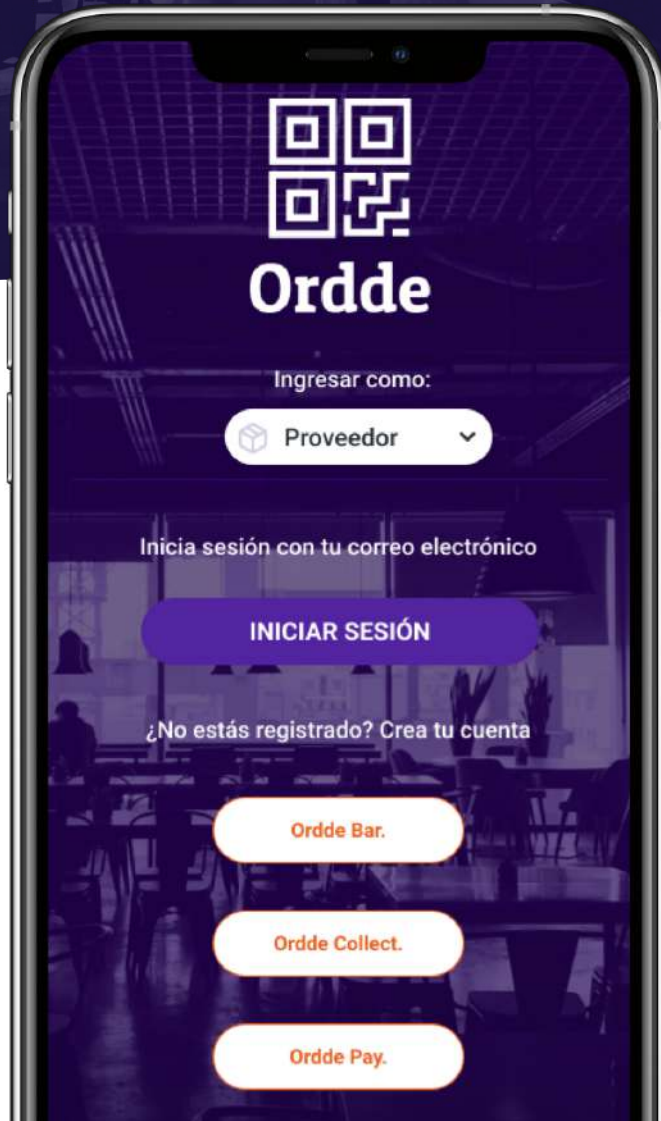 Ordde
Ingresar como:
Proveedor
Inicia sesión con tu correo electrónico
INICIAR SESIÓN
¿No estás registrado? Crea tu cuenta
Ordde Bar.
Ordde Collect.
Ordde Pay.